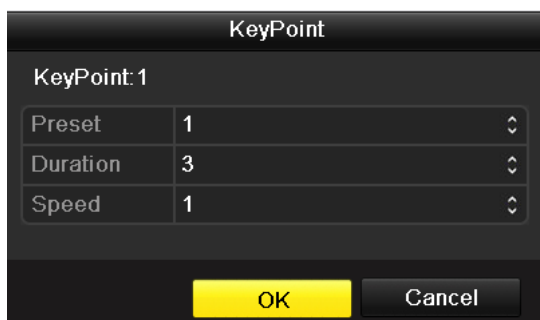 KeyPoint
KeyPoint:1
Preset 1
Duration 3
Speed 1
OK Cancel